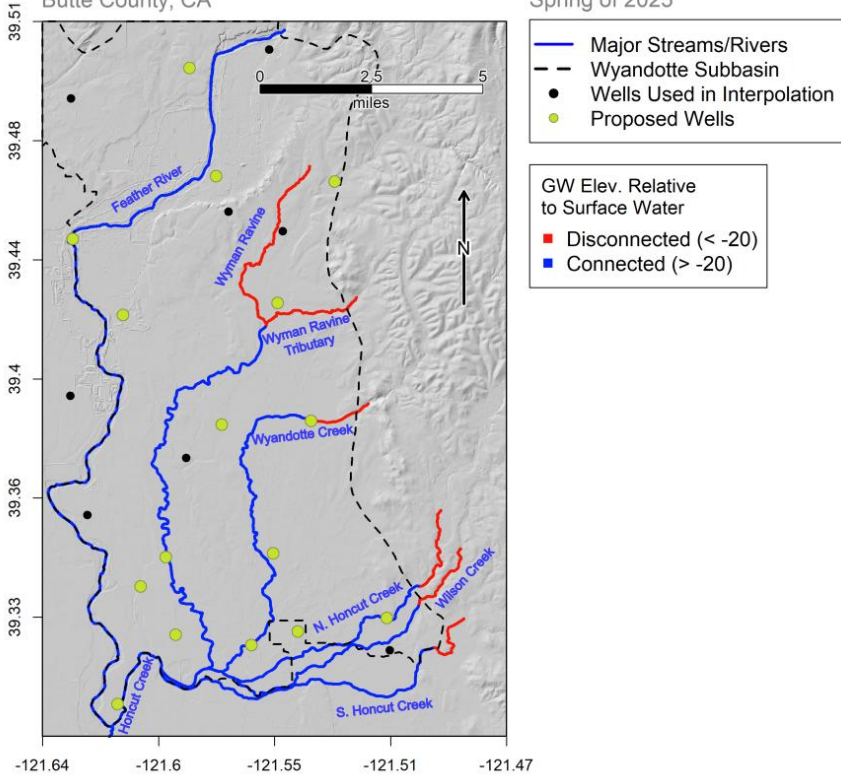 Butte County, CA
Spring of 2025
Major Streams/Rivers
Wyandotte Subbasin
Wells Used in Interpolation
Proposed Wells
GW Elev. Relative
to Surface Water
Disconnected (< -20)
Connected (> -20)
0
2.5
5
miles
N
Feather River
Wyman Ravine
Wyman Ravine
Tributary
Wyandotte Creek
N. Honcut Creek
Wilson Creek
S. Honcut Creek
Honcut Creek
39.51
39.48
39.44
39.4
39.36
39.33
-121.64
-121.6
-121.55
-121.51
-121.47